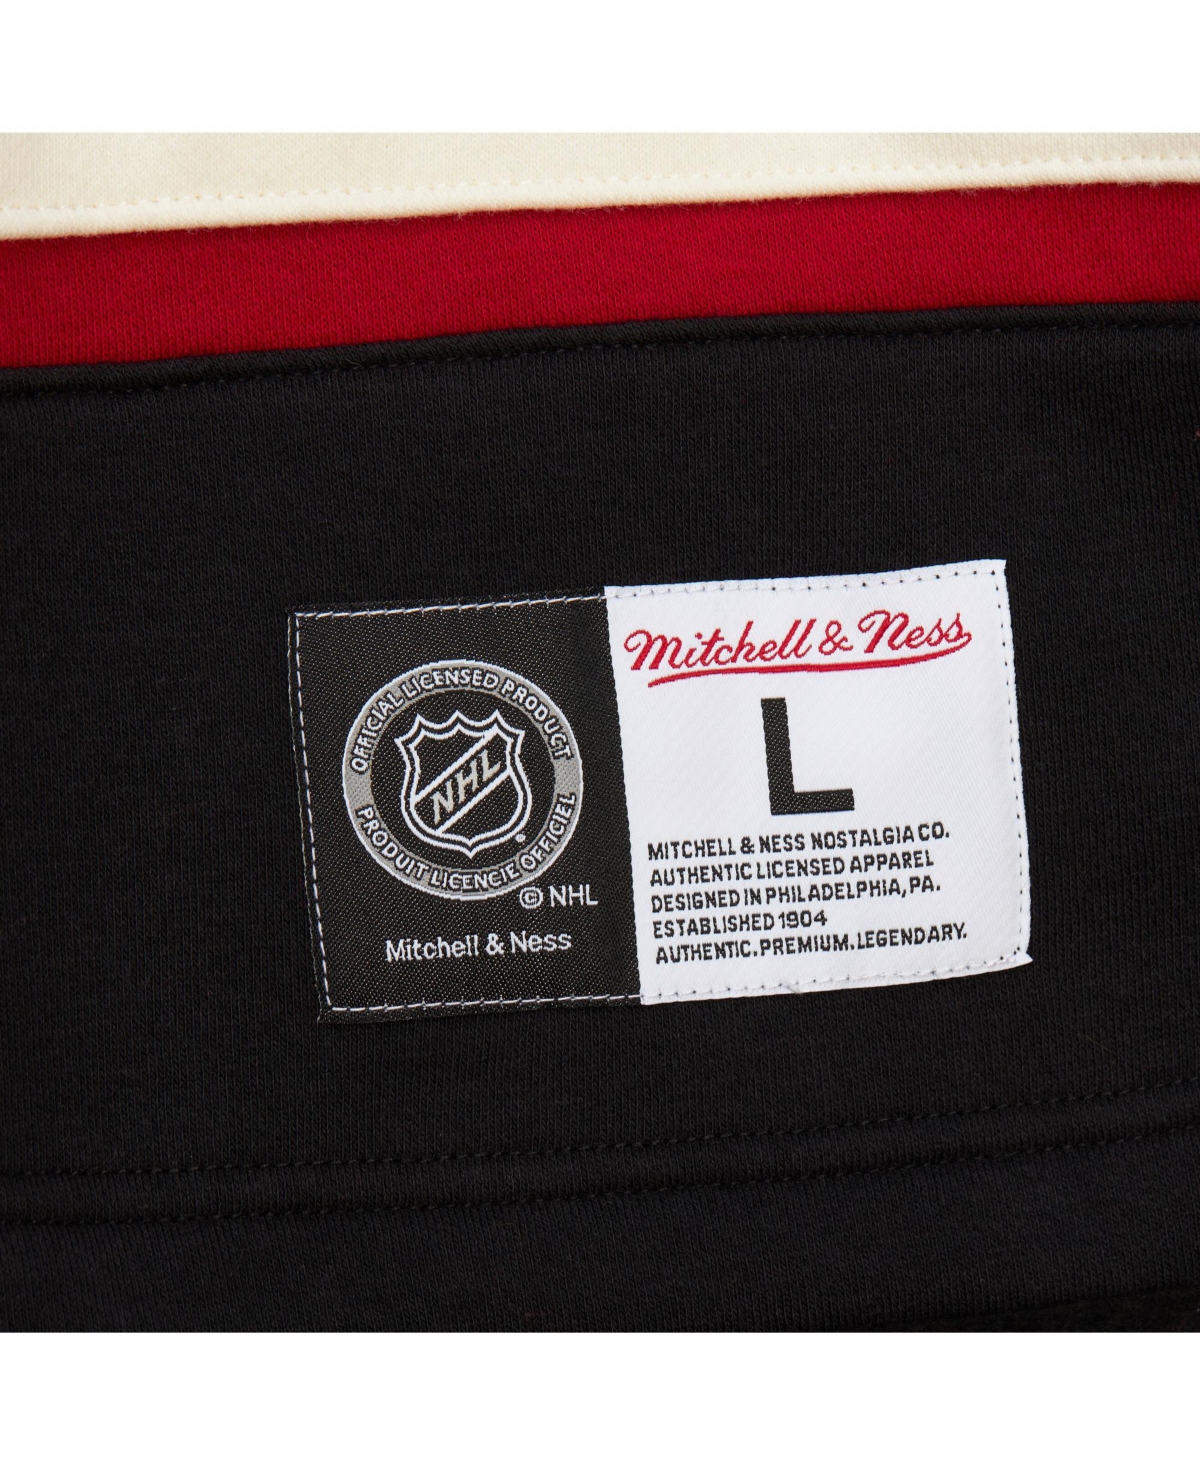 OFFICIAL LICENSED PRODUCT
NHL
®
PRODUIT LICENCIE OFFICIEL
© NHL
Mitchell & Ness
Mitchell & Ness
L
MITCHELL & NESS NOSTALGIA CO.
AUTHENTIC LICENSED APPAREL
DESIGNED IN PHILADELPHIA, PA.
ESTABLISHED 1904
AUTHENTIC. PREMIUM. LEGENDARY.